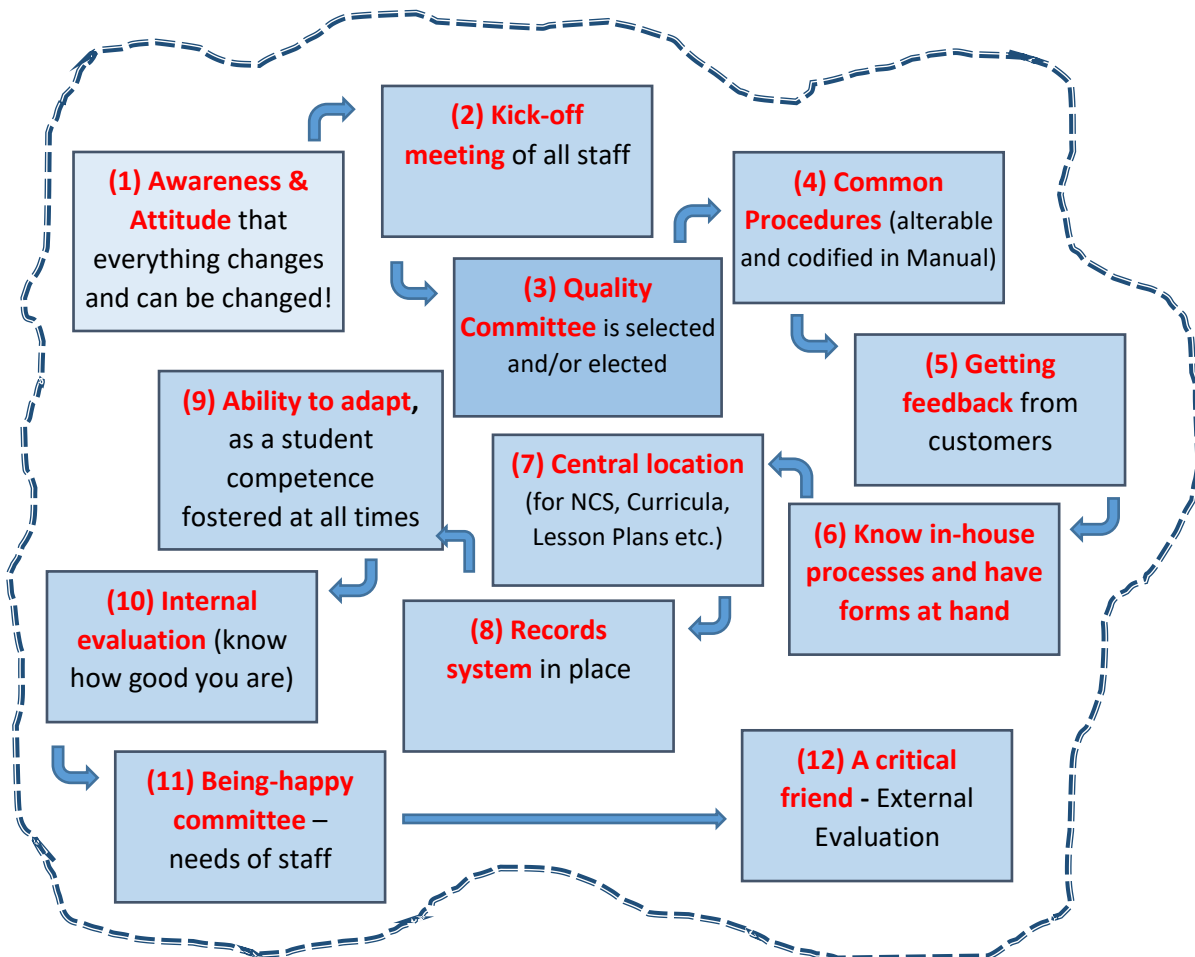 (1) Awareness &
Attitude that
everything changes
and can be changed!
(2) Kick-off
meeting of all staff
(3) Quality
Committee is selected
and/or elected
(4) Common
Procedures (alterable
and codified in Manual)
(5) Getting
feedback from
customers
(6) Know in-house
processes and have
forms at hand
(7) Central location
(for NCS, Curricula,
Lesson Plans etc.)
(8) Records
system in place
(9) Ability to adapt,
as a student
competence
fostered at all times
(10) Internal
evaluation (know
how good you are)
(11) Being-happy
committee –
needs of staff
(12) A critical
friend - External
Evaluation